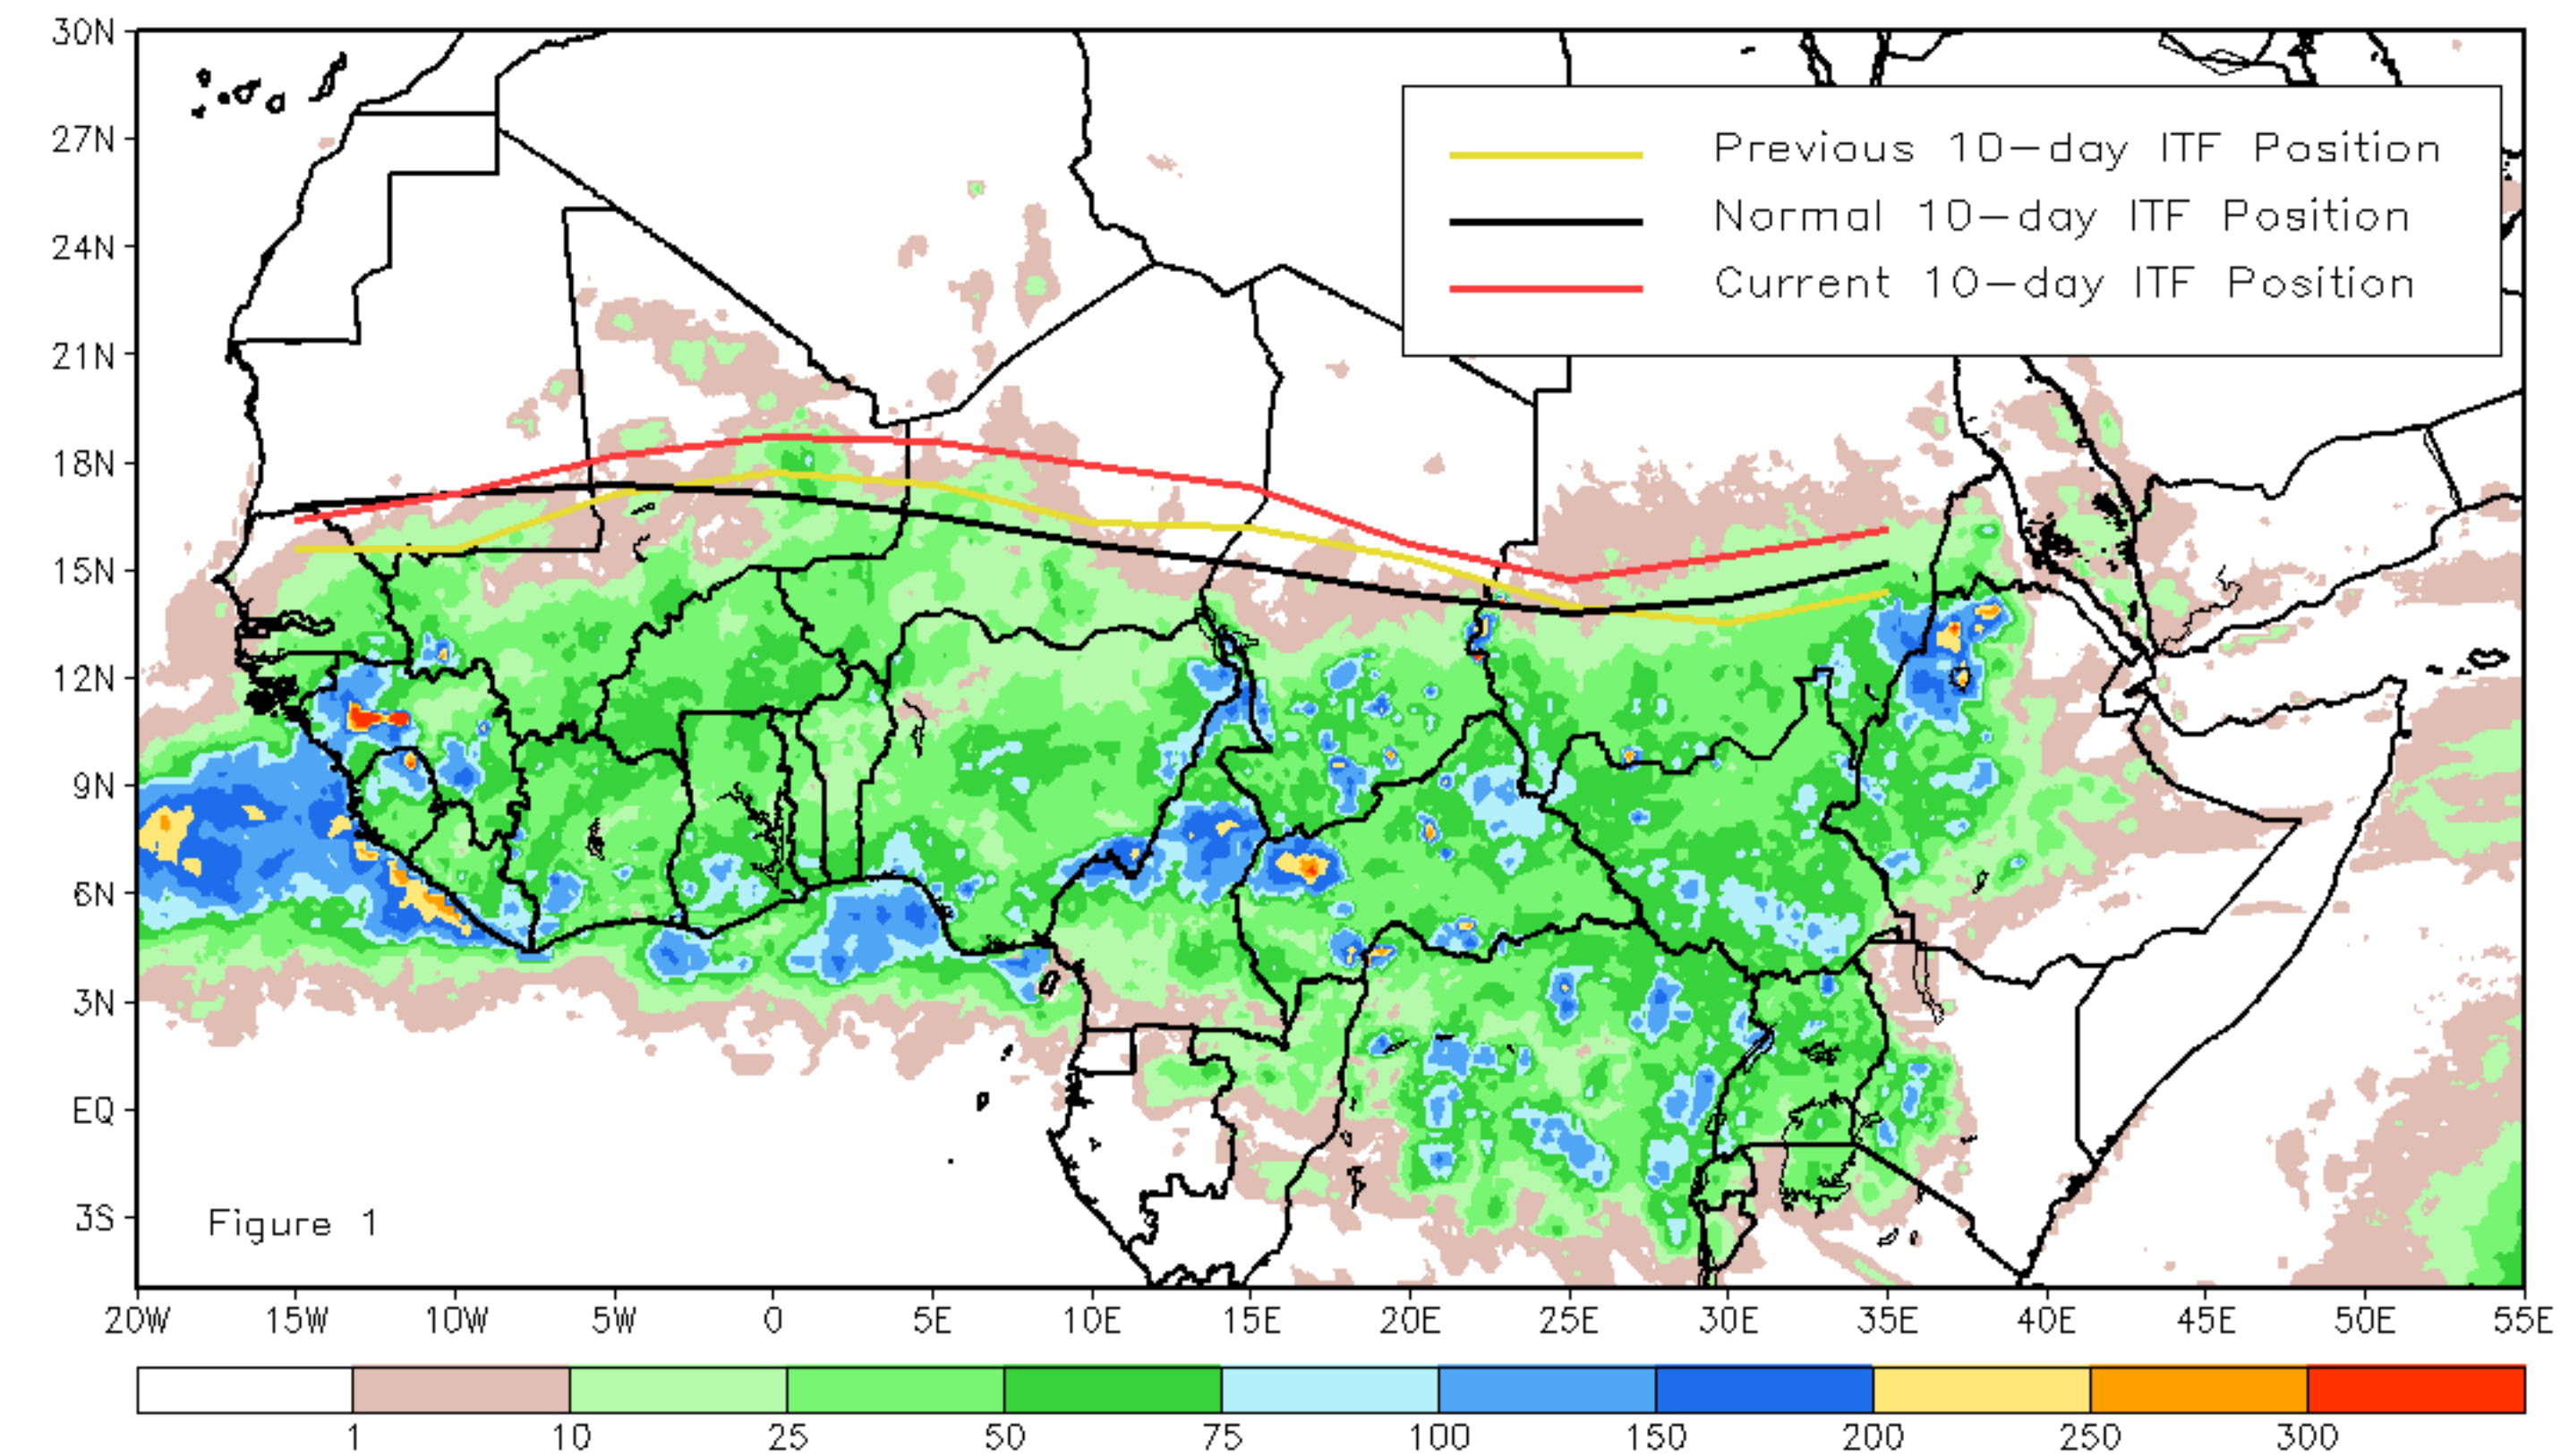 30N
27N
24N
21N
18N
15N
12N
9N
6N
3N
EQ
3S
Previous 10-day ITF Position
Normal 10-day ITF Position
Current 10-day ITF Position
Figure 1
20W 15W 10W 5W 0 5E 10E 15E 20E 25E 30E 35E 40E 45E 50E 55E
1 10 25 50 75 100 150 200 250 300